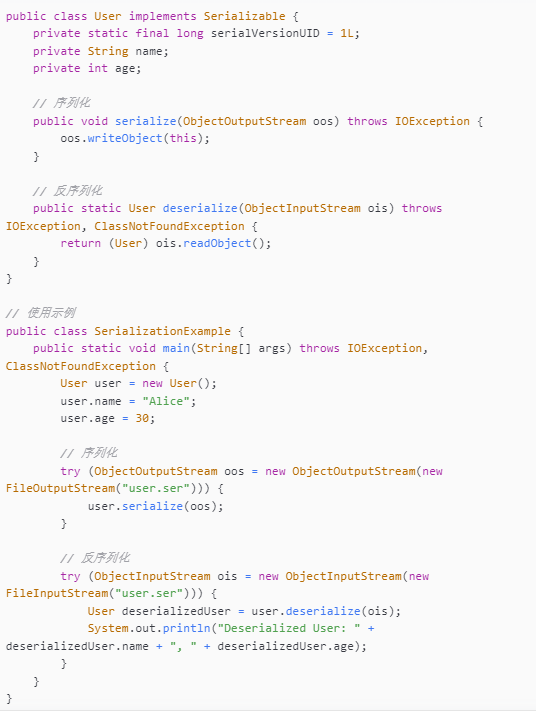 public class User implements Serializable {
    private static final long serialVersionUID = 1L;
    private String name;
    private int age;

    // 序列化
    public void serialize(ObjectOutputStream oos) throws IOException {
        oos.writeObject(this);
    }

    // 反序列化
    public static User deserialize(ObjectInputStream ois) throws
IOException, ClassNotFoundException {
        return (User) ois.readObject();
    }
}

// 使用示例
public class SerializationExample {
    public static void main(String[] args) throws IOException,
ClassNotFoundException {
        User user = new User();
        user.name = "Alice";
        user.age = 30;

        // 序列化
        try (ObjectOutputStream oos = new ObjectOutputStream(new
FileOutputStream("user.ser"))) {
            user.serialize(oos);
        }

        // 反序列化
        try (ObjectInputStream ois = new ObjectInputStream(new
FileInputStream("user.ser"))) {
            User deserializedUser = user.deserialize(ois);
            System.out.println("Deserialized User: " +
deserializedUser.name + ", " + deserializedUser.age);
        }
    }
}